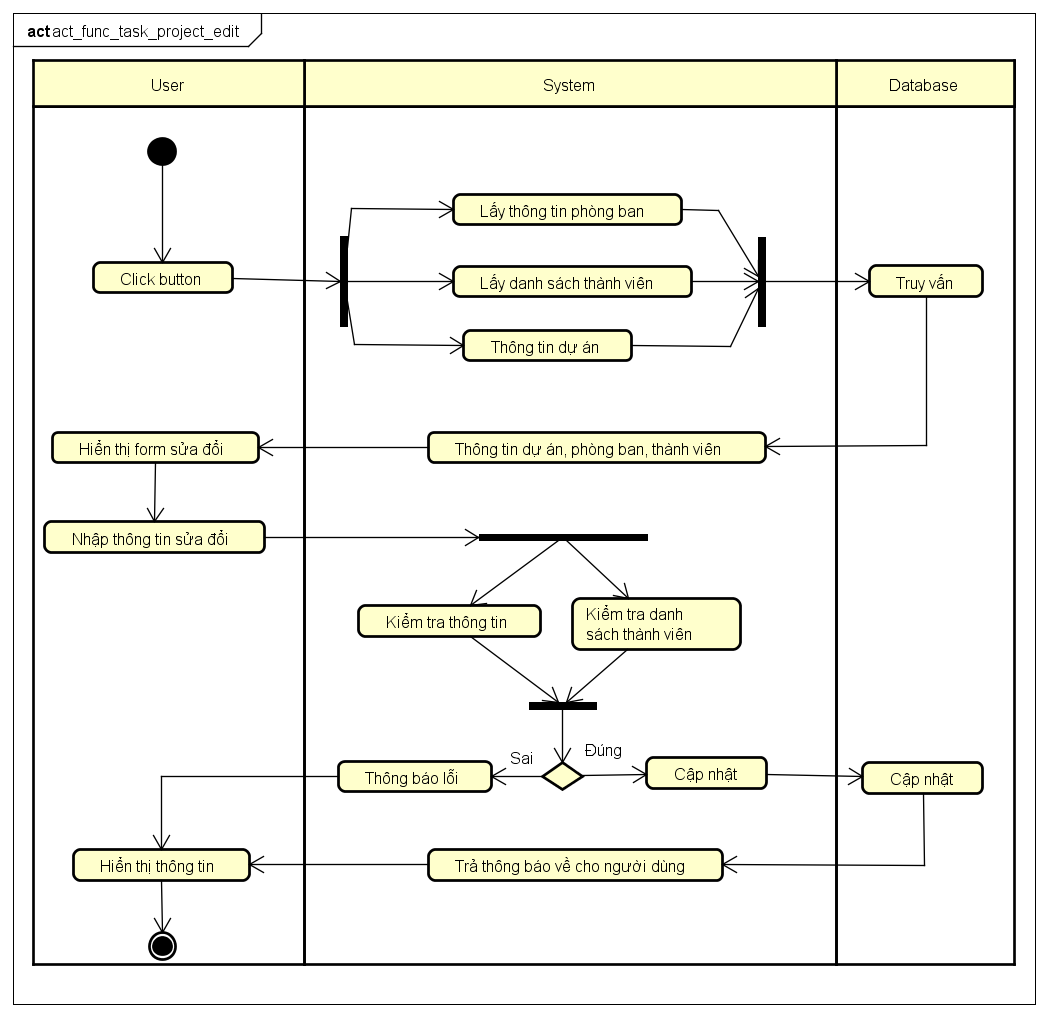 act act_func_task_project_edit
User
System
Database
Lấy thông tin phòng ban
Click button
Lấy danh sách thành viên
Truy vấn
Thông tin dự án
Hiển thị form sửa đổi
Thông tin dự án, phòng ban, thành viên
Nhập thông tin sửa đổi
Kiểm tra thông tin
Kiểm tra danh
sách thành viên
Sai
Đúng
Thông báo lỗi
Cập nhật
Cập nhật
Hiển thị thông tin
Trả thông báo về cho người dùng